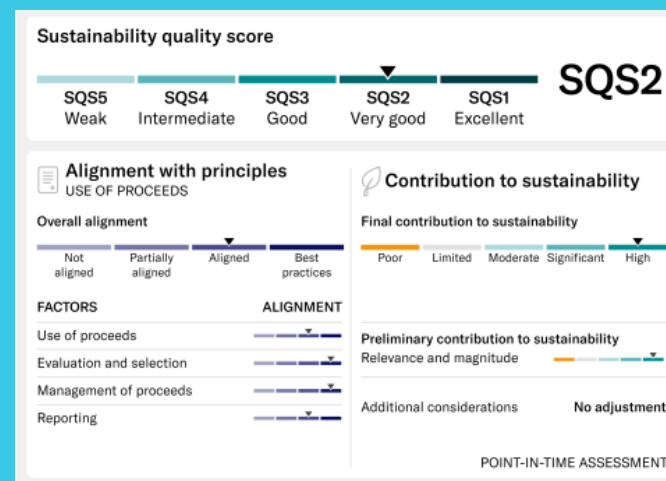 Sustainability quality score
SQS2
SQS5 SQS4 SQS3 SQS2 SQS1
Weak Intermediate Good Very good Excellent
Alignment with principles
USE OF PROCEEDS
Overall alignment
Not aligned Partially aligned Aligned Best practices
FACTORS ALIGNMENT
Use of proceeds
Evaluation and selection
Management of proceeds
Reporting
Contribution to sustainability
Final contribution to sustainability
Poor Limited Moderate Significant High
Preliminary contribution to sustainability
Relevance and magnitude
Additional considerations No adjustment
POINT-IN-TIME ASSESSMENT